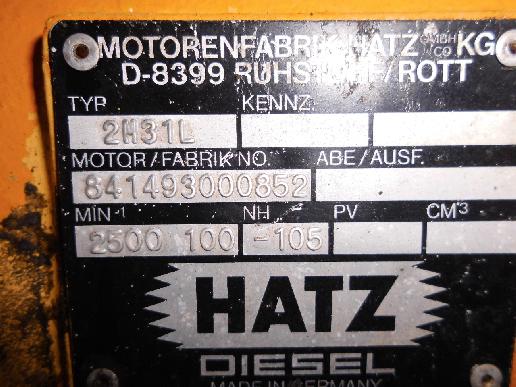 MOTORENFABRIK HATZ GMBH CO KG
D-8399 RUHSTORF/ROTT
TYP KENNZ.
2M31L
MOTOR/FABRIK NO. ABE/AUSF.
841493000852
MIN⁻¹ NH PV CM³
2500 100 -105
HATZ
DIESEL
MADE IN GERMANY